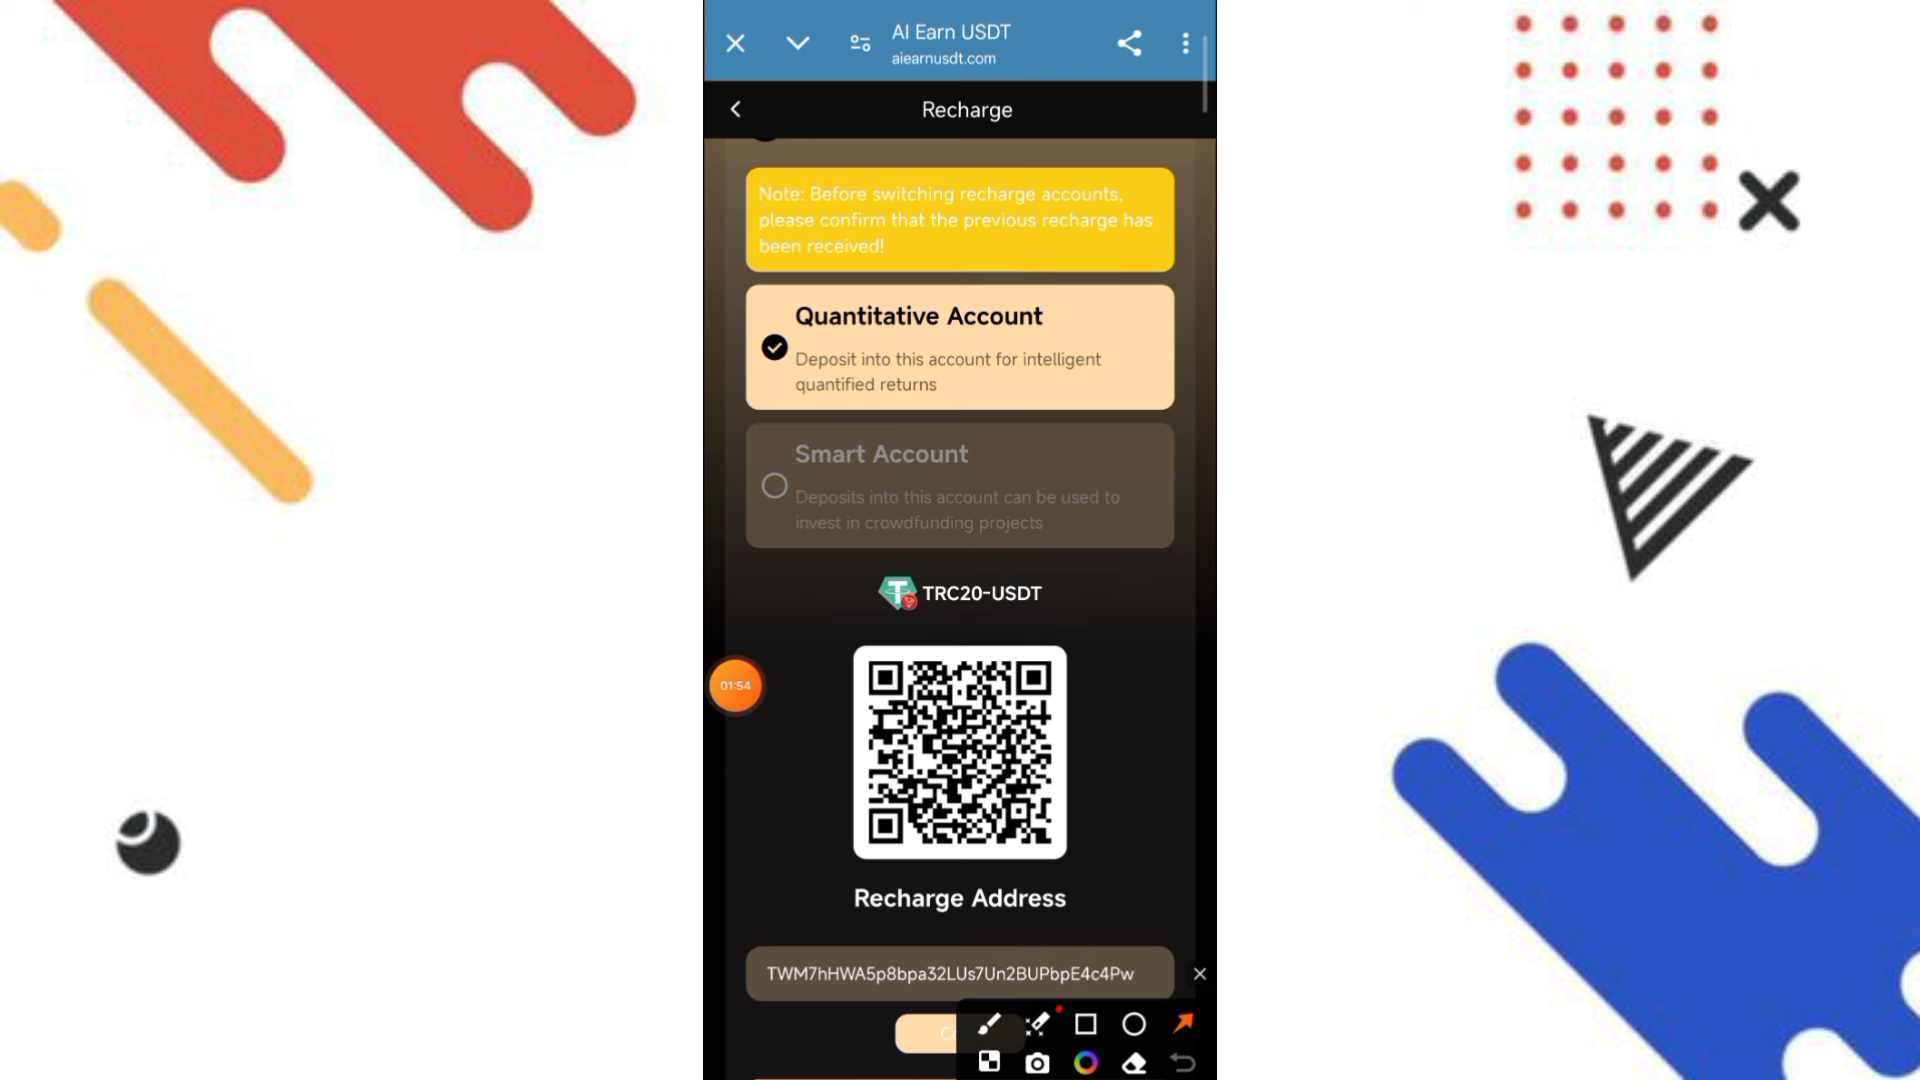 AI Earn USDT
aiearnusdt.com
Recharge
Note: Before switching recharge accounts,
please confirm that the previous recharge has
been received!
Quantitative Account
Deposit into this account for intelligent
quantified returns
Smart Account
Deposits into this account can be used to
invest in crowdfunding projects
TRC20-USDT
01:54
Recharge Address
TWM7hHWA5p8bpa32LUs7Un2BUPbpE4c4Pw